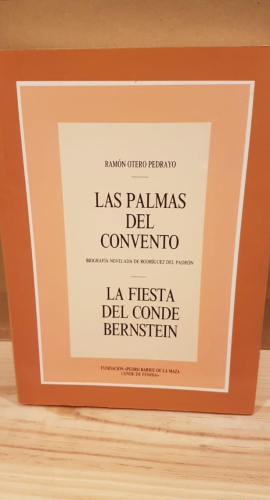 RAMÓN OTERO PEDRAYO
LAS PALMAS
DEL
CONVENTO
BIOGRAFÍA NOVELADA DE RODRÍGUEZ DEL PADRÓN
LA FIESTA
DEL CONDE
BERNSTEIN
FUNDACIÓN «PEDRO BARRIÉ DE LA MAZA
CONDE DE FENOSA»